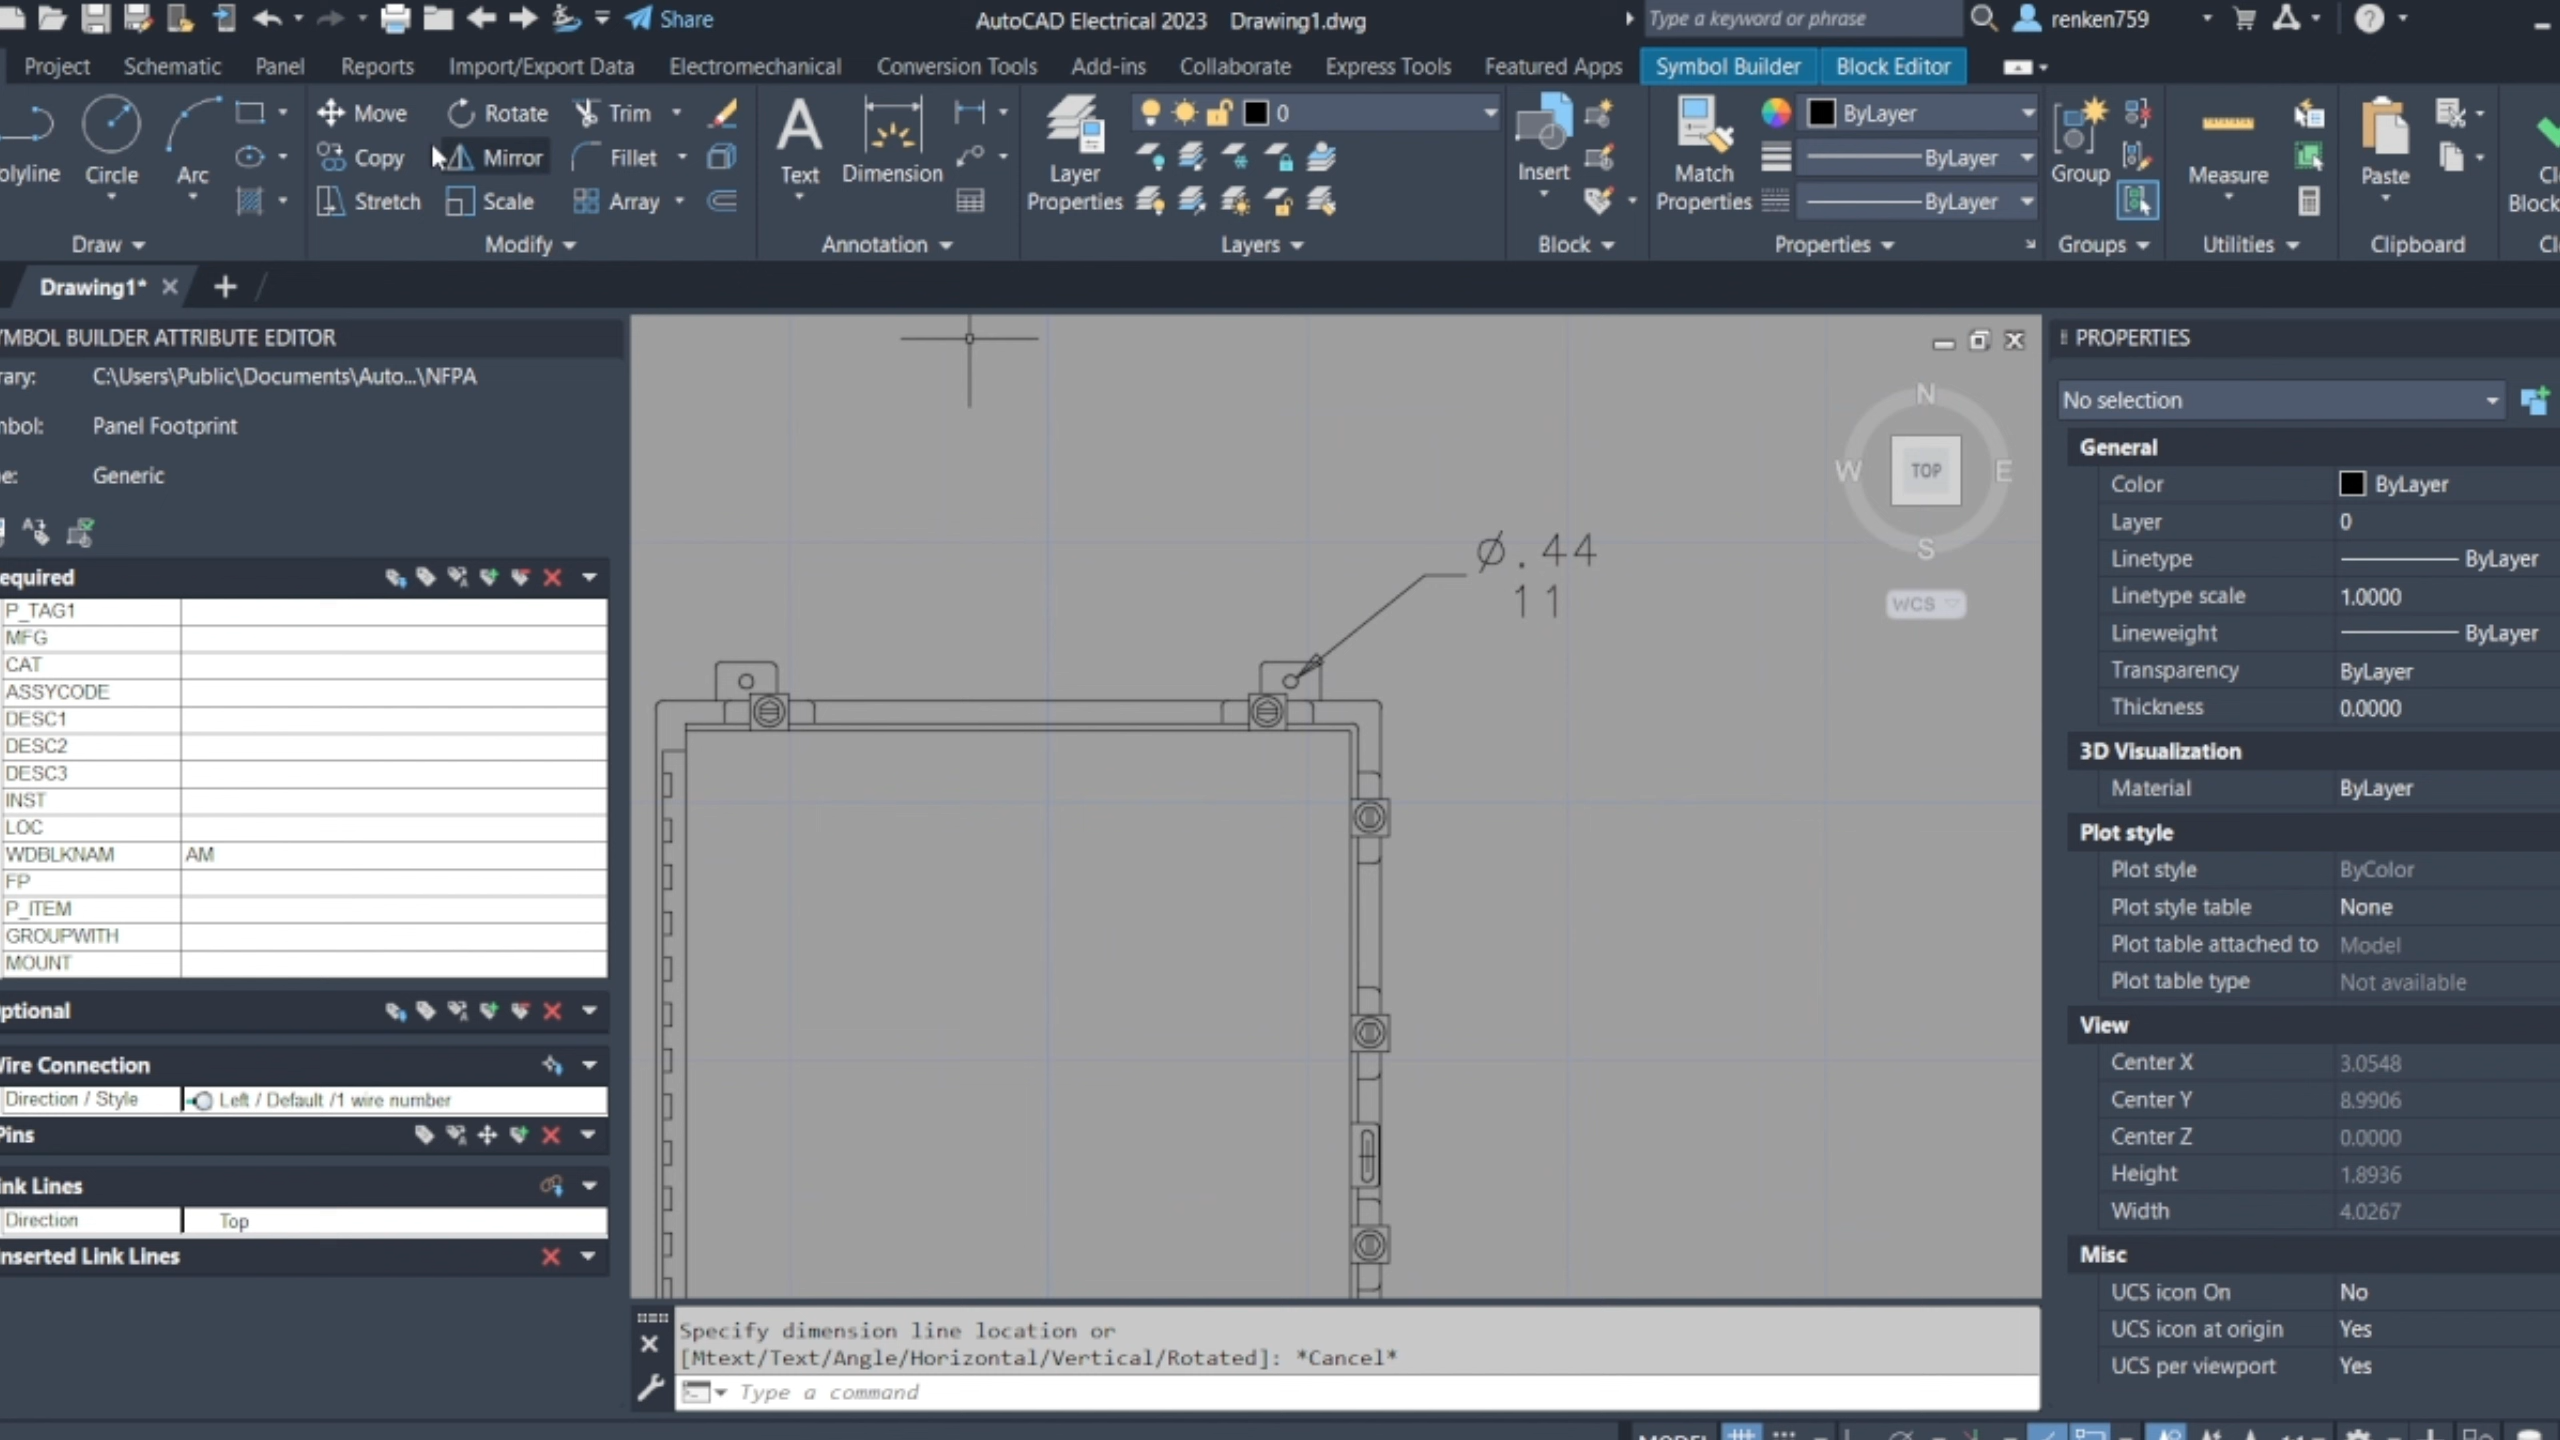 Share
AutoCAD Electrical 2023 Drawing1.dwg
Type a keyword or phrase
renken759
Project Schematic Panel Reports Import/Export Data Electromechanical Conversion Tools Add-ins Collaborate Express Tools Featured Apps Symbol Builder Block Editor
olyline
Circle
Arc
Move
Rotate
Trim
Copy
Mirror
Fillet
Stretch
Scale
Array
Text
Dimension
Layer
Properties
0
Insert
Match
Properties
ByLayer
ByLayer
ByLayer
Group
Measure
Paste
Cl
Block
Draw Modify Annotation Layers Block Properties Groups Utilities Clipboard Cl
Drawing1*
YMBOL BUILDER ATTRIBUTE EDITOR
rary: C:\Users\Public\Documents\Auto...\NFPA
mbol: Panel Footprint
e: Generic
equired
P_TAG1
MFG
CAT
ASSYCODE
DESC1
DESC2
DESC3
INST
LOC
WDBLKNAM AM
FP
P_ITEM
GROUPWITH
MOUNT
ptional
Wire Connection
Direction / Style Left / Default /1 wire number
Pins
ink Lines
Direction Top
nserted Link Lines
Ø.44
11
N
W TOP E
S
WCS
Specify dimension line location or
[Mtext/Text/Angle/Horizontal/Vertical/Rotated]: *Cancel*
Type a command
PROPERTIES
No selection
General
Color ByLayer
Layer 0
Linetype ByLayer
Linetype scale 1.0000
Lineweight ByLayer
Transparency ByLayer
Thickness 0.0000
3D Visualization
Material ByLayer
Plot style
Plot style ByColor
Plot style table None
Plot table attached to Model
Plot table type Not available
View
Center X 3.0548
Center Y 8.9906
Center Z 0.0000
Height 1.8936
Width 4.0267
Misc
UCS icon On No
UCS icon at origin Yes
UCS per viewport Yes
MODEL